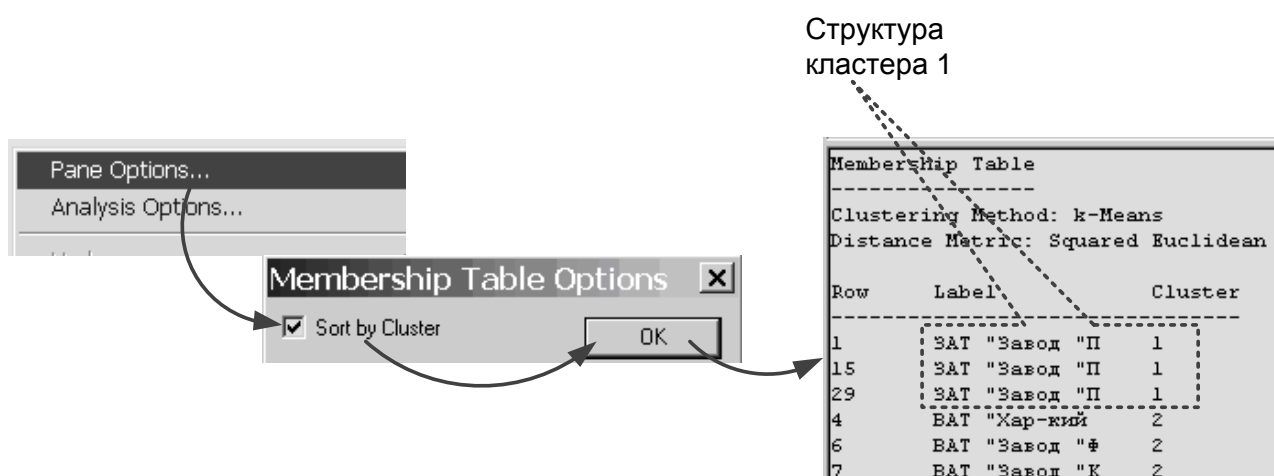 Структура
кластера 1
Pane Options...
Analysis Options...
Membership Table Options
Sort by Cluster
OK
Membership Table
Clustering Method: k-Means
Distance Metric: Squared Euclidean
Row Label Cluster
1 ЗАТ "Завод "П 1
15 ЗАТ "Завод "П 1
29 ЗАТ "Завод "П 1
4 ВАТ "Хар-кий 2
6 ВАТ "Завод "Ф 2
7 ВАТ "Завод "К 2